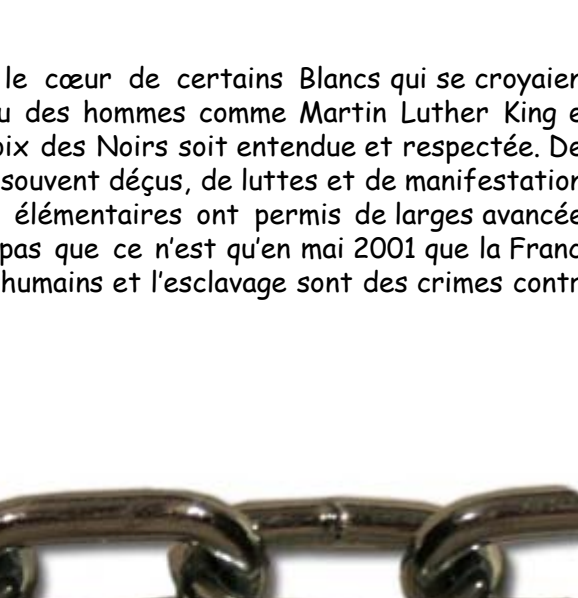 le cœur de certains Blancs qui se croyaien
u des hommes comme Martin Luther King e
oix des Noirs soit entendue et respectée. De
souvent déçus, de luttes et de manifestation
élémentaires ont permis de larges avancée
pas que ce n'est qu'en mai 2001 que la Franc
humains et l'esclavage sont des crimes contr